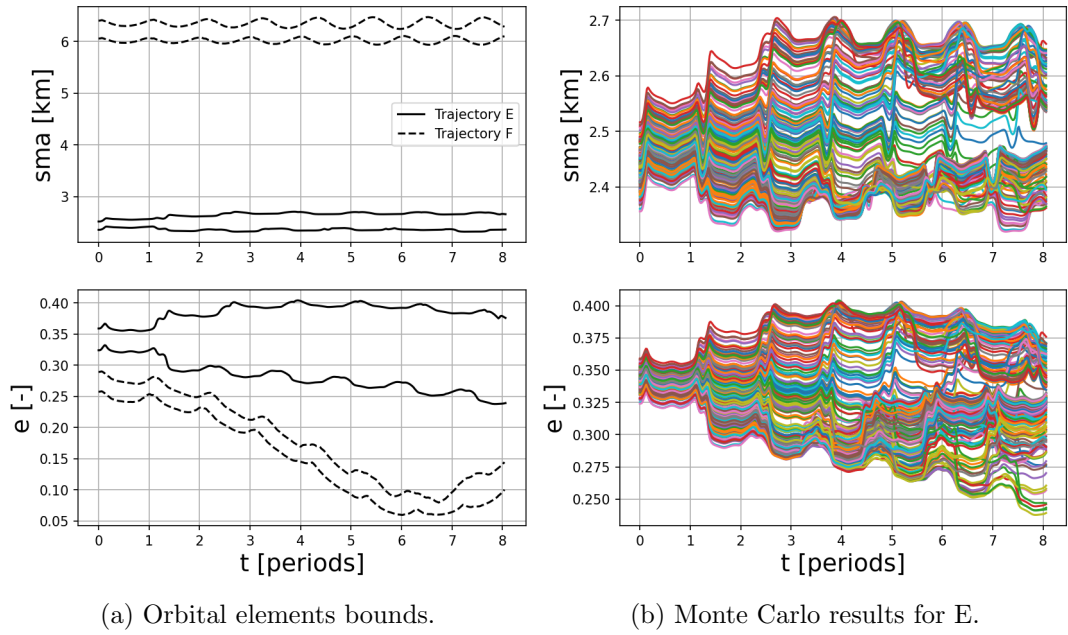 sma [km]
6
5
4
3
Trajectory E
Trajectory F
0 1 2 3 4 5 6 7 8
e [-]
0.40
0.35
0.30
0.25
0.20
0.15
0.10
0.05
0 1 2 3 4 5 6 7 8
t [periods]
(a) Orbital elements bounds.
sma [km]
2.7
2.6
2.5
2.4
0 1 2 3 4 5 6 7 8
e [-]
0.400
0.375
0.350
0.325
0.300
0.275
0.250
0 1 2 3 4 5 6 7 8
t [periods]
(b) Monte Carlo results for E.